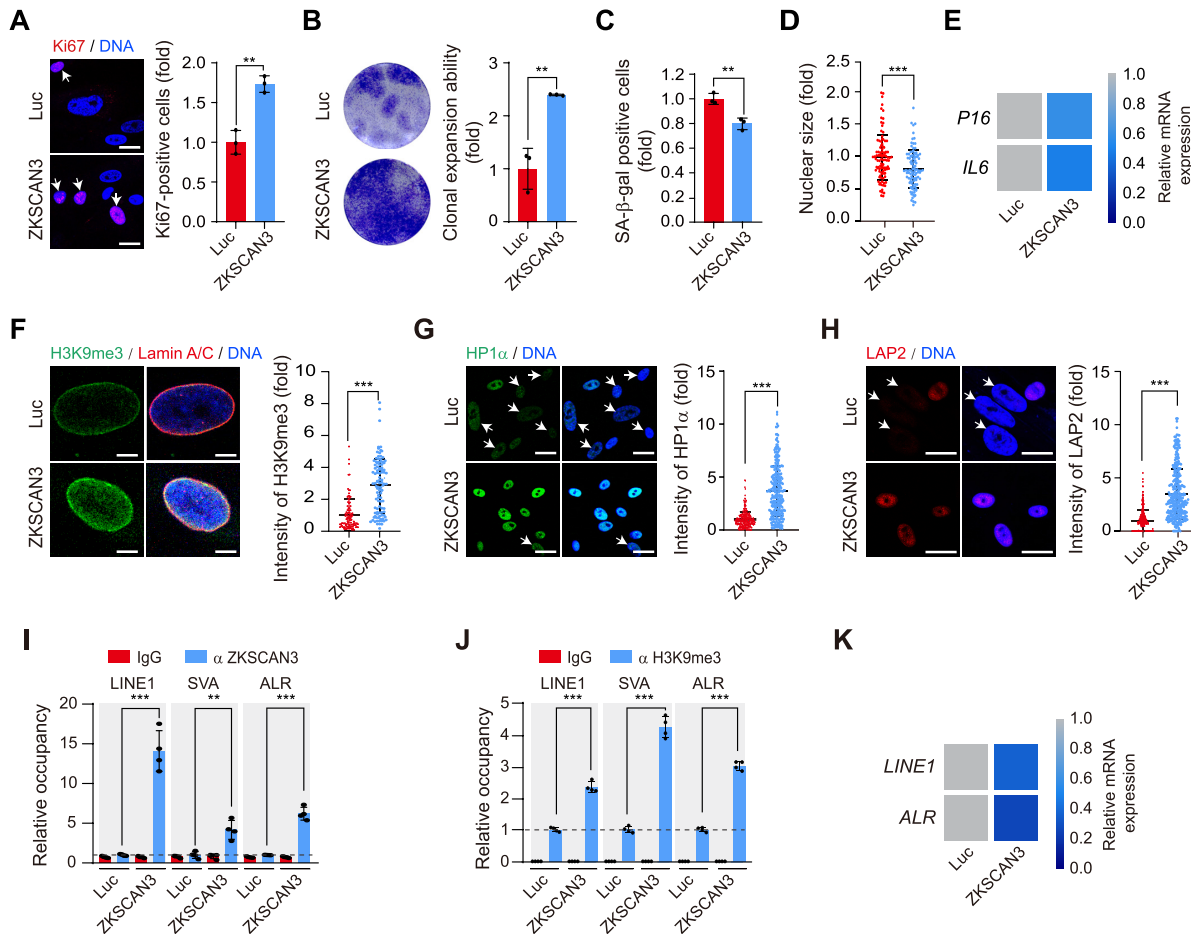 A
Ki67 / DNA
Luc
ZKSCAN3
Ki67-positive cells (fold)
2.0
1.5
1.0
0.5
0.0
**
Luc
ZKSCAN3
B
Luc
ZKSCAN3
Clonal expansion ability
(fold)
3
2
1
0
**
Luc
ZKSCAN3
C
SA-β-gal positive cells
(fold)
1.2
1.0
0.8
0.6
0.4
0.2
0.0
**
Luc
ZKSCAN3
D
Nuclear size (fold)
2.0
1.5
1.0
0.5
0.0
***
Luc
ZKSCAN3
E
P16
IL6
Luc
ZKSCAN3
1.0
0.8
0.6
0.4
0.2
0.0
Relative mRNA
expression
F
H3K9me3 / Lamin A/C / DNA
Luc
ZKSCAN3
Intensity of H3K9me3 (fold)
10
8
6
4
2
0
***
Luc
ZKSCAN3
G
HP1α / DNA
Luc
ZKSCAN3
Intensity of HP1α (fold)
15
10
5
0
***
Luc
ZKSCAN3
H
LAP2 / DNA
Luc
ZKSCAN3
Intensity of LAP2 (fold)
15
10
5
0
***
Luc
ZKSCAN3
I
IgG α ZKSCAN3
LINE1 SVA ALR
*** ** ***
Relative occupancy
20
15
10
5
0
Luc ZKSCAN3 Luc ZKSCAN3 Luc ZKSCAN3
J
IgG α H3K9me3
LINE1 SVA ALR
*** *** ***
Relative occupancy
5
4
3
2
1
0
Luc ZKSCAN3 Luc ZKSCAN3 Luc ZKSCAN3
K
LINE1
ALR
Luc
ZKSCAN3
1.0
0.8
0.6
0.4
0.2
0.0
Relative mRNA
expression